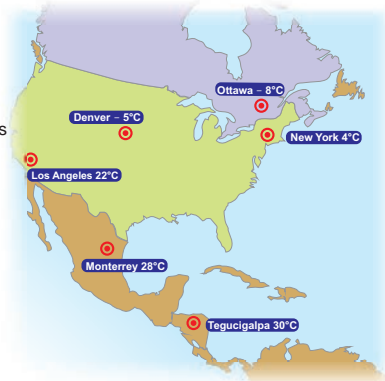 Ottawa – 8°C
Denver – 5°C
s
New York 4°C
Los Angeles 22°C
Monterrey 28°C
Tegucigalpa 30°C